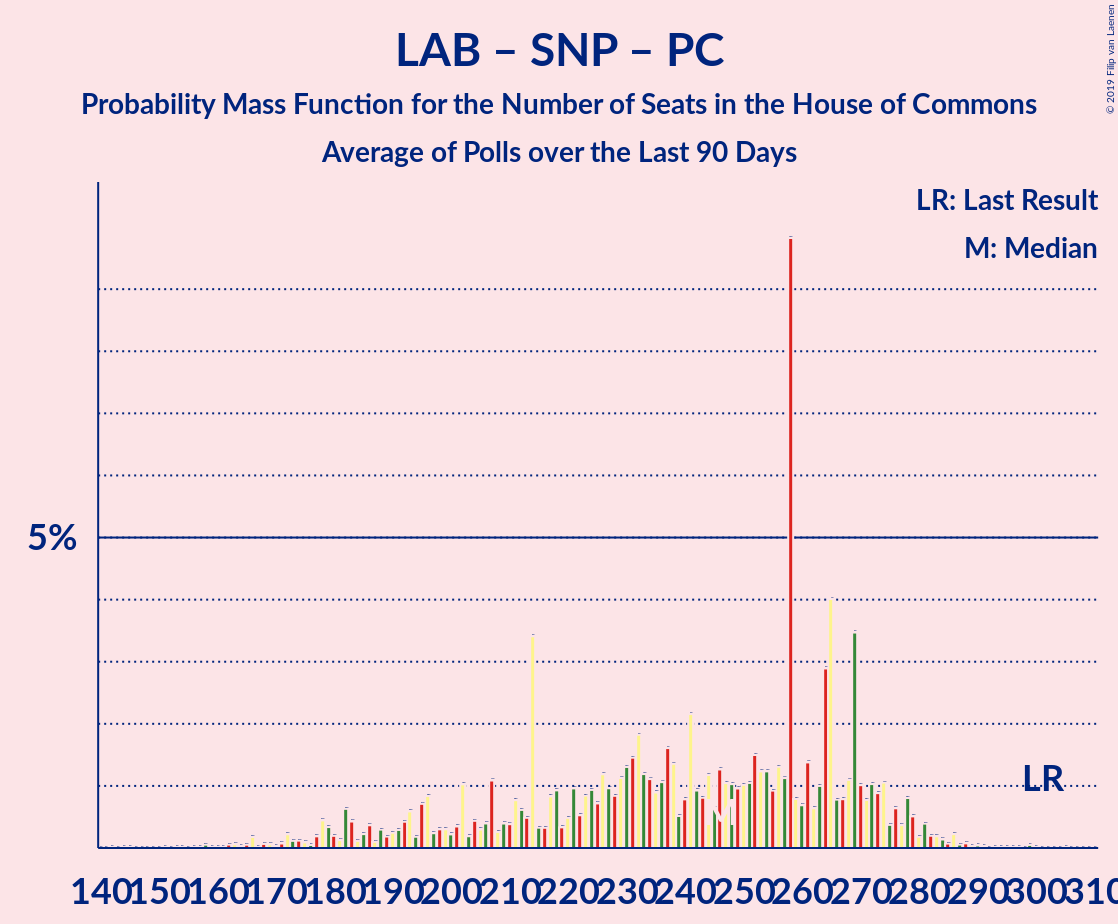 LAB – SNP – PC
Probability Mass Function for the Number of Seats in the House of Commons
Average of Polls over the Last 90 Days
© 2019 Filip van Laenen
LR: Last Result
M: Median
5%
M
LR
140 150 160 170 180 190 200 210 220 230 240 250 260 270 280 290 300 310